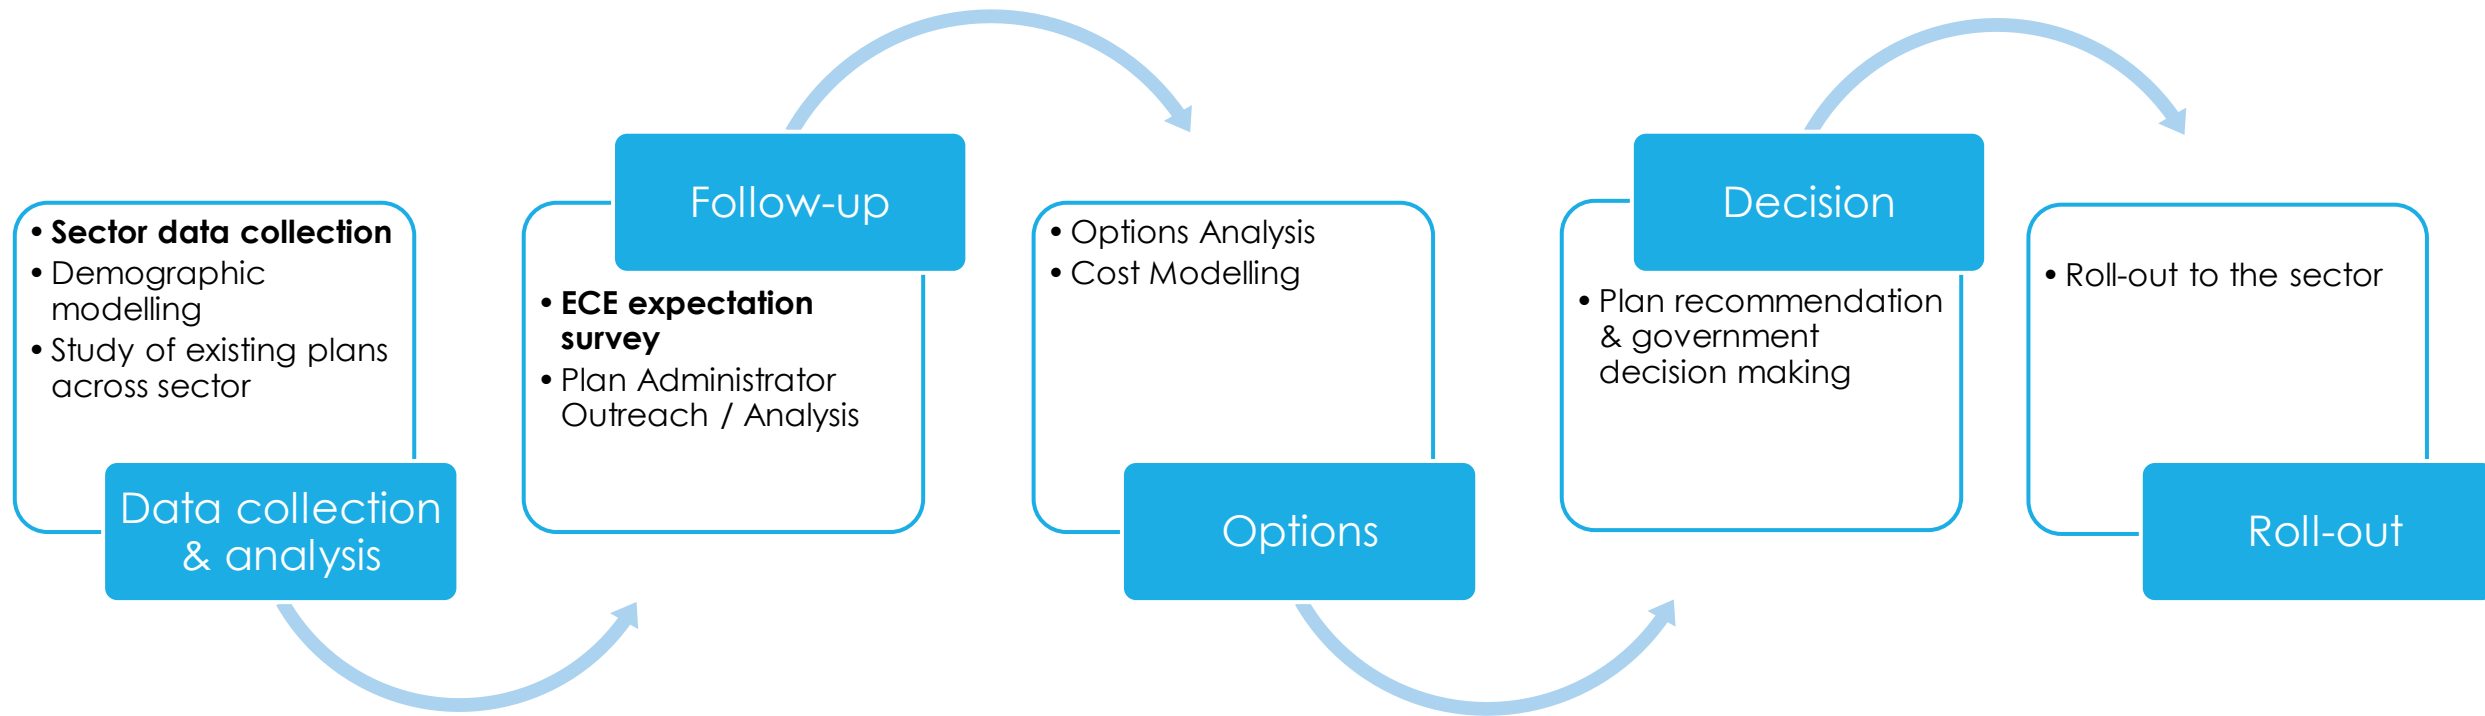 • Sector data collection
• Demographic
modelling
• Study of existing plans
across sector
Data collection
& analysis
Follow-up
• ECE expectation
survey
• Plan Administrator
Outreach / Analysis
• Options Analysis
• Cost Modelling
Options
Decision
• Plan recommendation
& government
decision making
• Roll-out to the sector
Roll-out